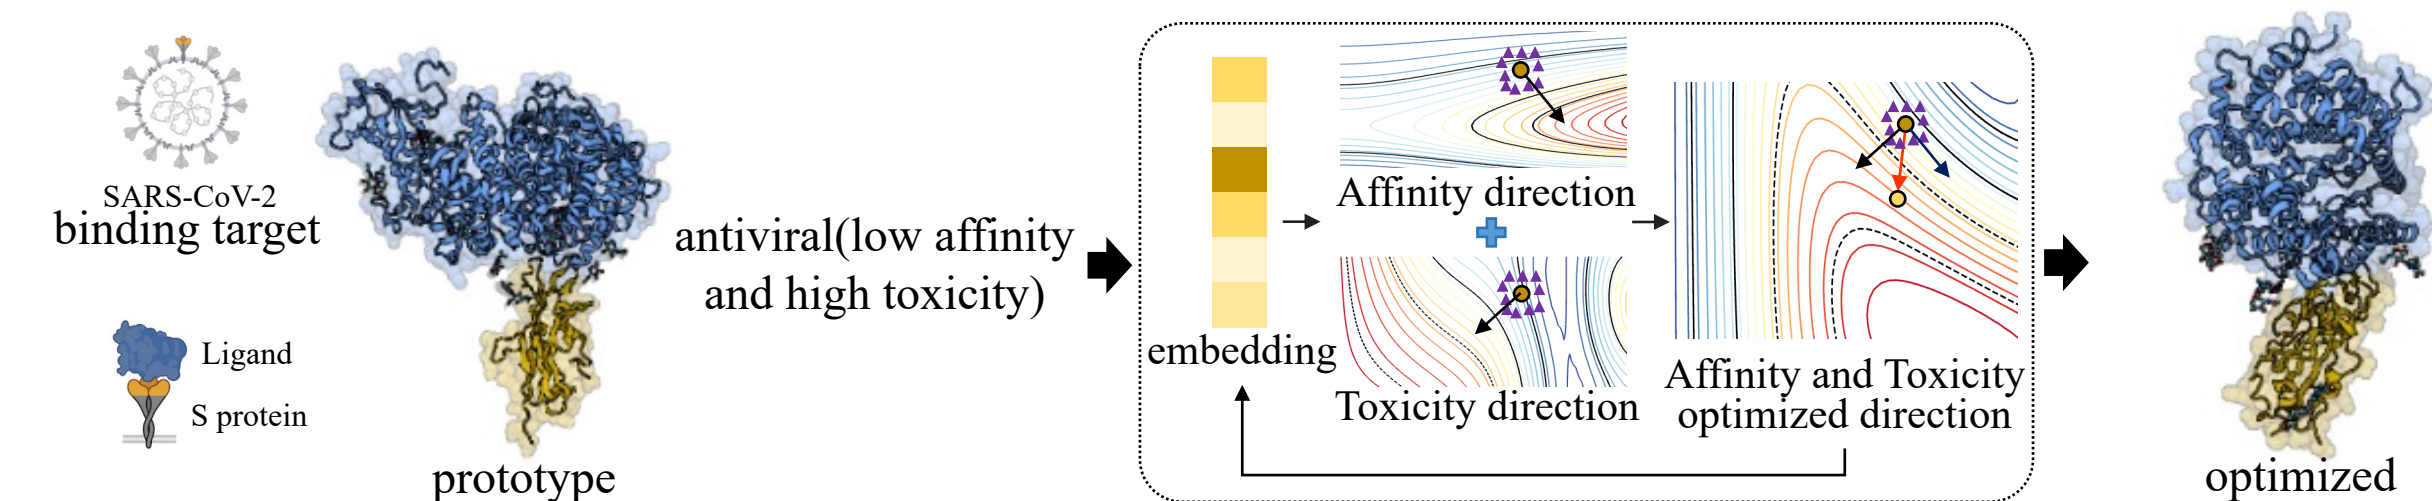 SARS-CoV-2
binding target
Ligand
S protein
prototype
antiviral(low affinity
and high toxicity)
embedding
Affinity direction
Toxicity direction
Affinity and Toxicity
optimized direction
optimized